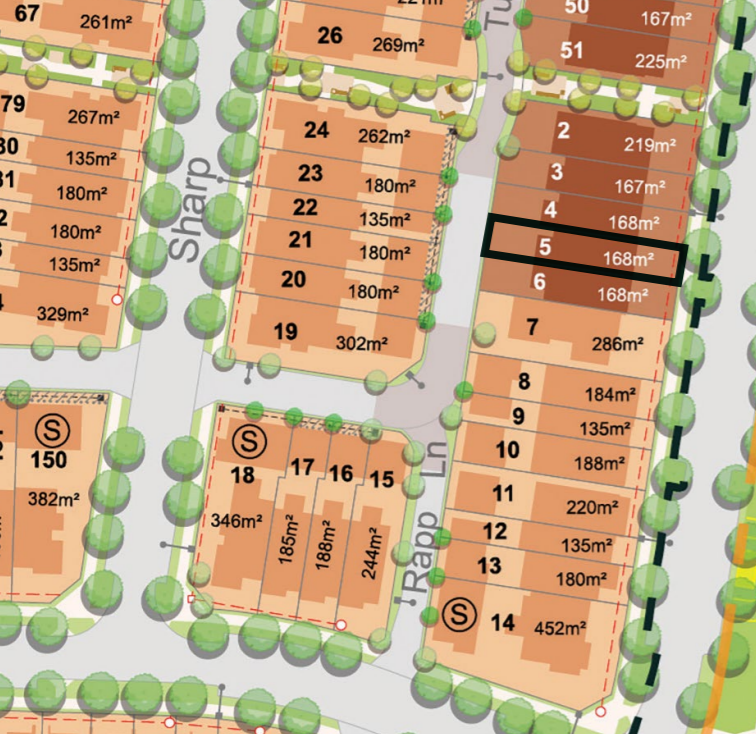 67 261m²
26 269m²
50 167m²
51 225m²
79 267m²
135m²
180m²
180m²
135m²
329m²
Sharp
24 262m²
23 180m²
22 135m²
21 180m²
20 180m²
19 302m²
2 219m²
3 167m²
4 168m²
5 168m²
6 168m²
7 286m²
8 184m²
9 135m²
10 188m²
11 220m²
12 135m²
13 180m²
S 14 452m²
S
150
382m²
S
18 17 16 15
346m² 185m² 188m² 244m²
Rapp Ln